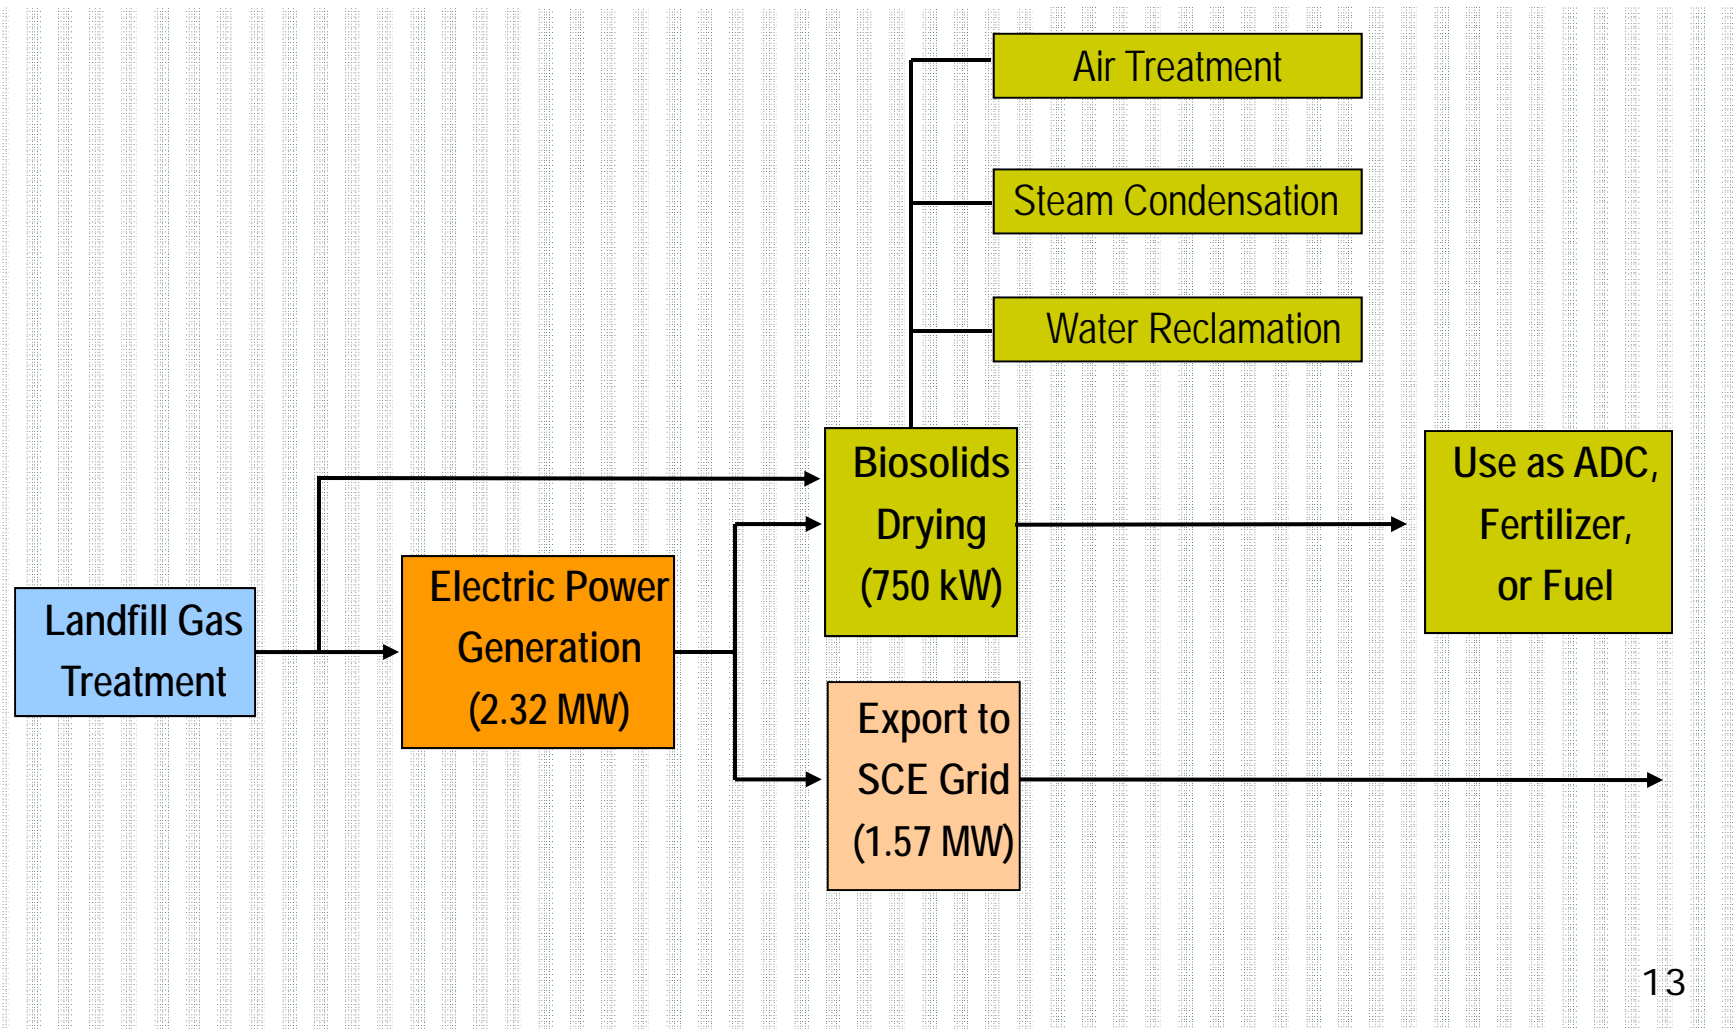 Air Treatment
Steam Condensation
Water Reclamation
Biosolids
Drying
(750 kW)
Use as ADC,
Fertilizer,
or Fuel
Electric Power
Generation
(2.32 MW)
Landfill Gas
Treatment
Export to
SCE Grid
(1.57 MW)
13